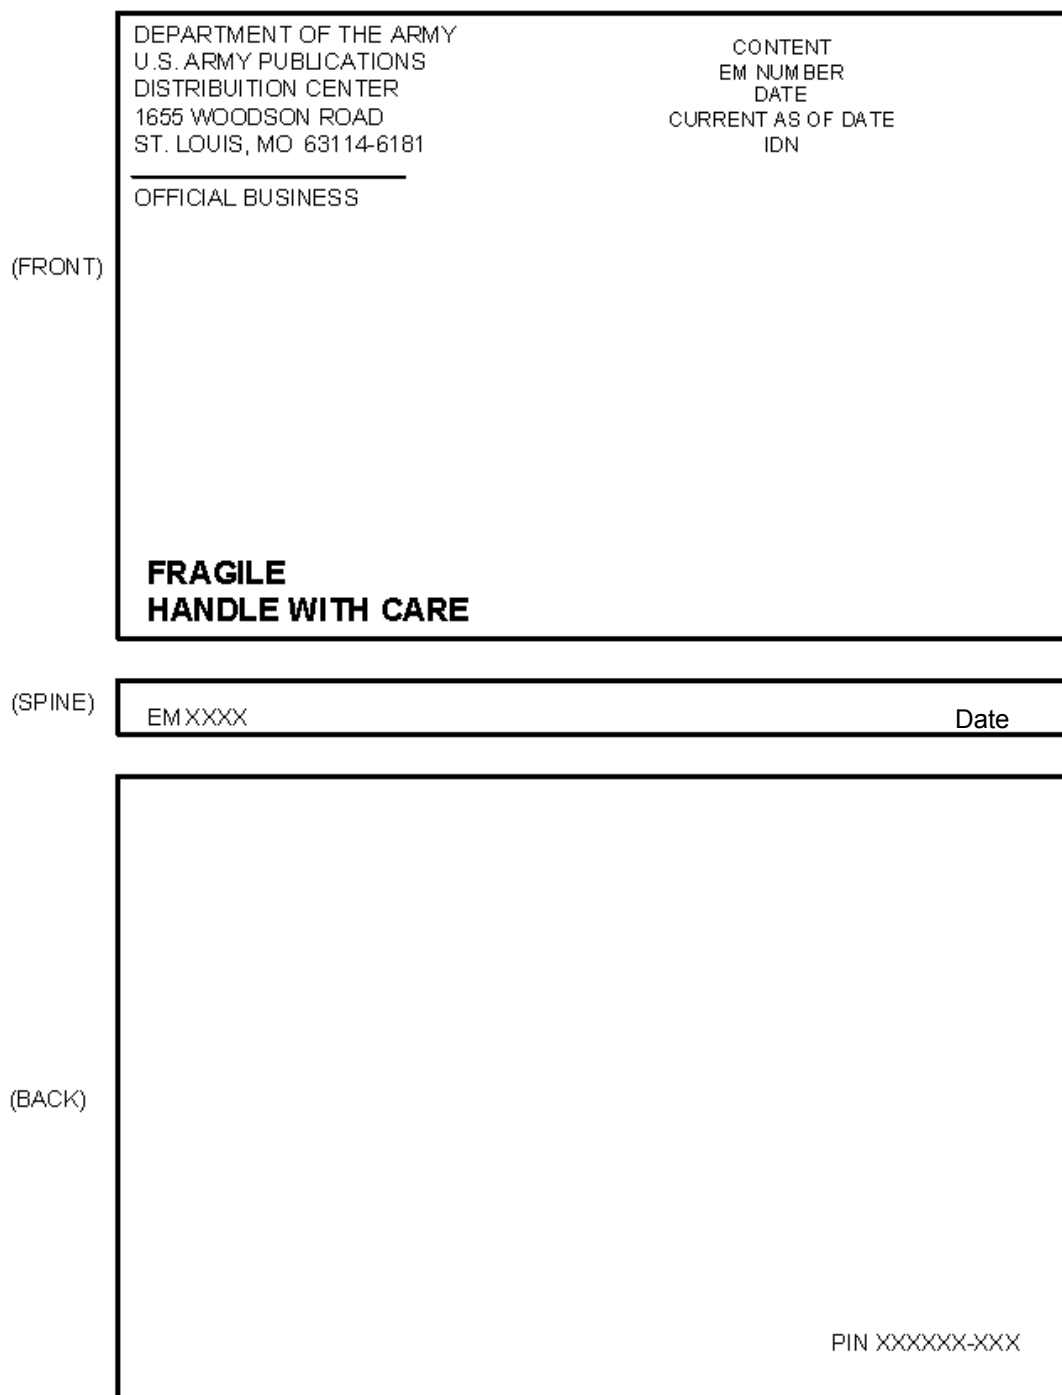 DEPARTMENT OF THE ARMY
U.S. ARMY PUBLICATIONS
DISTRIBUITION CENTER
1655 WOODSON ROAD
ST. LOUIS, MO 63114-6181
OFFICIAL BUSINESS
CONTENT
EM NUMBER
DATE
CURRENT AS OF DATE
IDN
(FRONT)
FRAGILE
HANDLE WITH CARE
(SPINE)
EM XXXX
Date
(BACK)
PIN XXXXXX-XXX